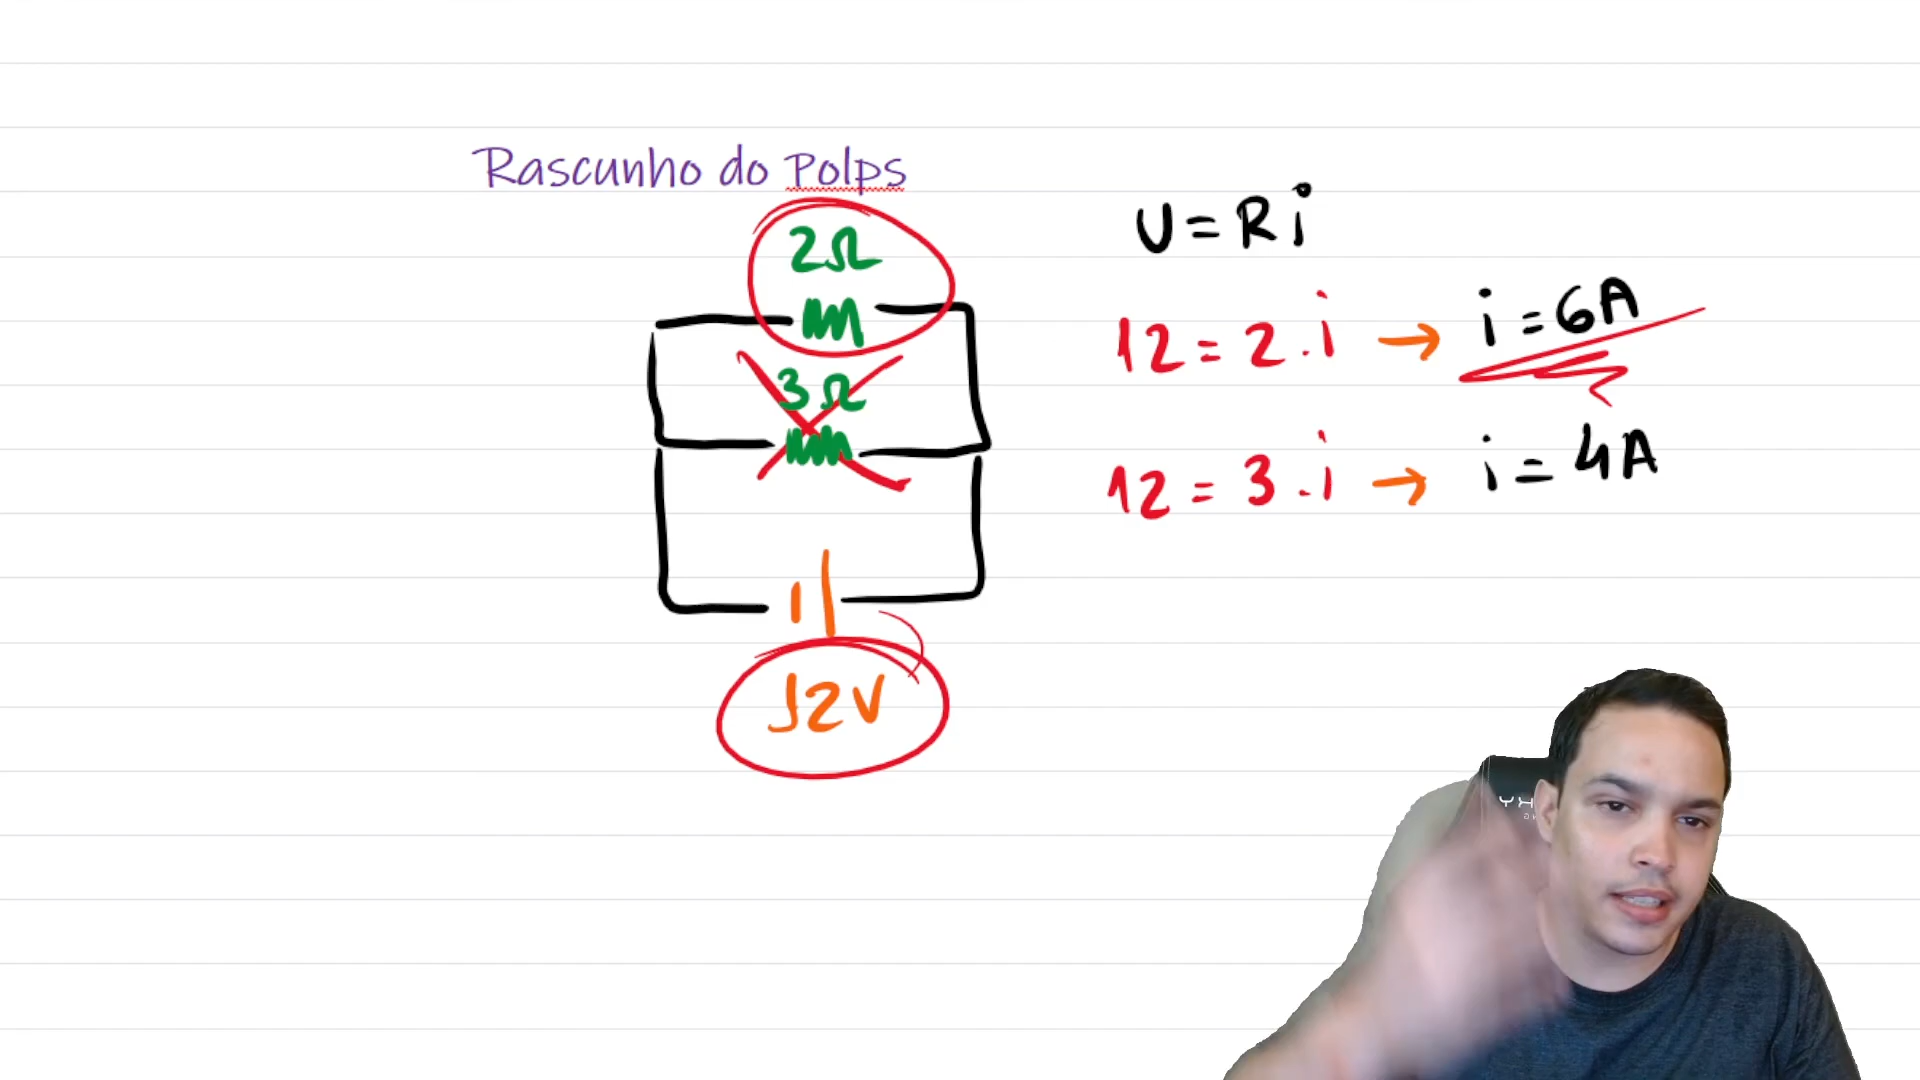 Rascunho do Polps
2Ω
3Ω
12V
U = Ri
12 = 2 . i → i = 6A
12 = 3 . i → i = 4A